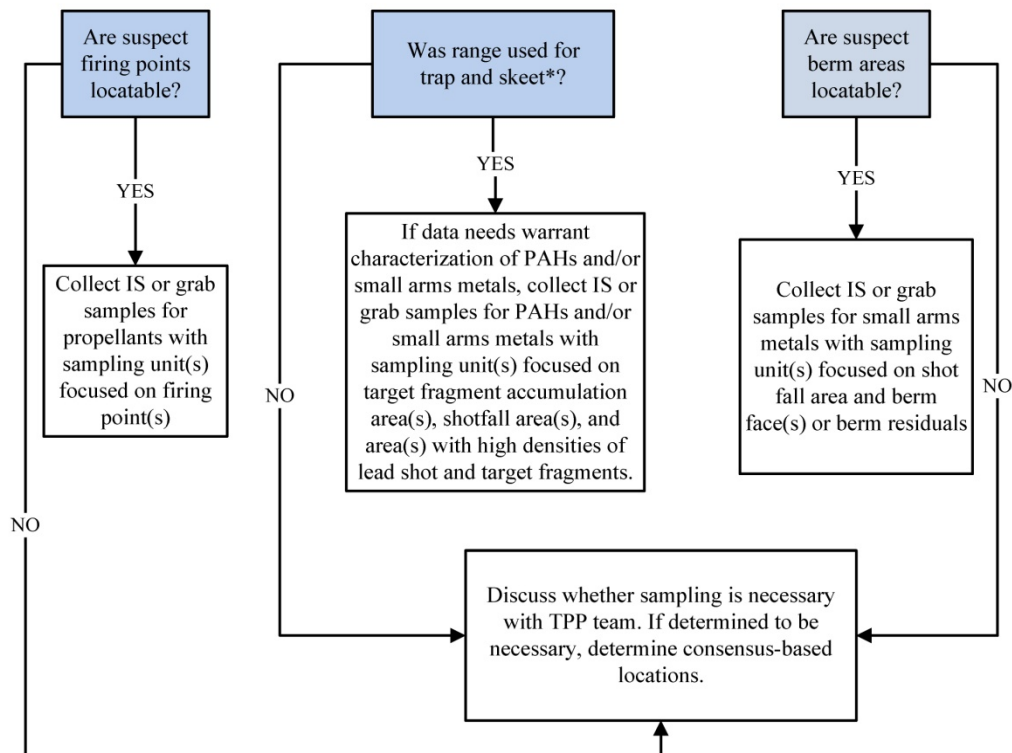 Are suspect
firing points
locatable?
Was range used for
trap and skeet*?
Are suspect
berm areas
locatable?
YES
YES
YES
Collect IS or grab
samples for
propellants with
sampling unit(s)
focused on firing
point(s)
If data needs warrant
characterization of PAHs and/or
small arms metals, collect IS or
grab samples for PAHs and/or
small arms metals with
sampling unit(s) focused on
target fragment accumulation
area(s), shotfall area(s), and
area(s) with high densities of
lead shot and target fragments.
Collect IS or grab
samples for small arms
metals with sampling
unit(s) focused on shot
fall area and berm
face(s) or berm residuals
NO
NO
NO
Discuss whether sampling is necessary
with TPP team. If determined to be
necessary, determine consensus-based
locations.